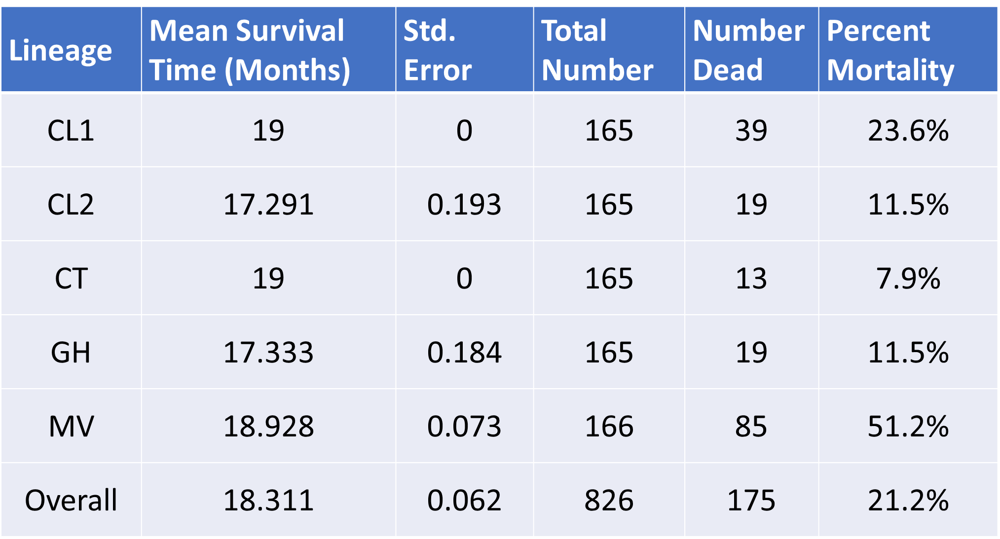 Lineage Mean Survival Time (Months) Std. Error Total Number Number Dead Percent Mortality
CL1 19 0 165 39 23.6%
CL2 17.291 0.193 165 19 11.5%
CT 19 0 165 13 7.9%
GH 17.333 0.184 165 19 11.5%
MV 18.928 0.073 166 85 51.2%
Overall 18.311 0.062 826 175 21.2%